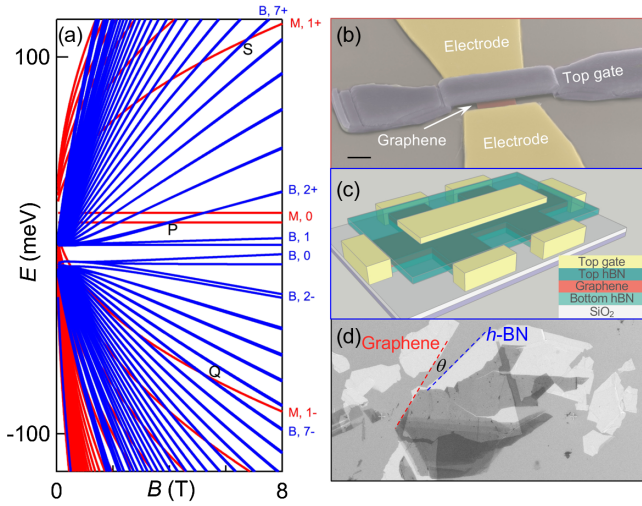 (a)
B, 7+
M, 1+
S
100
B, 2+
M, 0
P
B, 1
B, 0
B, 2-
E (meV)
Q
M, 1-
B, 7-
-100
0
B (T)
8
(b)
Electrode
Top gate
Graphene
Electrode
(c)
Top gate
Top hBN
Graphene
Bottom hBN
SiO₂
(d)
Graphene
h-BN
θ